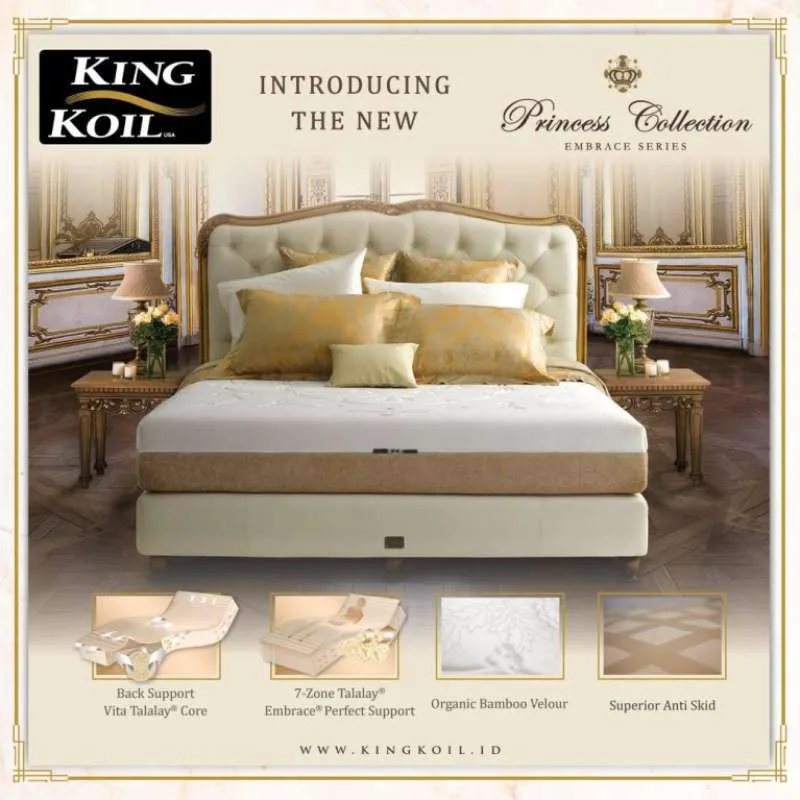 KING
KOIL USA
INTRODUCING
THE NEW
Princess Collection
EMBRACE SERIES
Back Support
Vita Talalay® Core
7-Zone Talalay®
Embrace® Perfect Support
Organic Bamboo Velour
Superior Anti Skid
WWW.KINGKOIL.ID